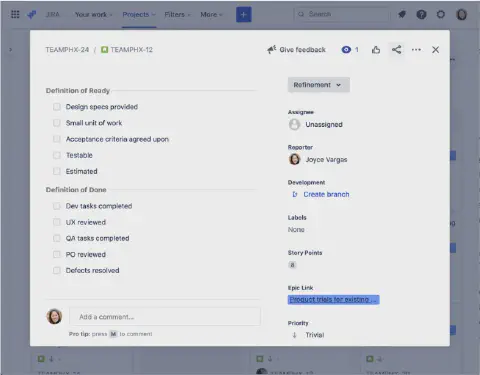 JIRA Your work Projects Filters More + Search
TEAMPHX-24 / TEAMPHX-12 Give feedback 1
Definition of Ready
Design specs provided
Small unit of work
Acceptance criteria agreed upon
Testable
Estimated
Definition of Done
Dev tasks completed
UX reviewed
QA tasks completed
PO reviewed
Defects resolved
Add a comment...
Pro tip: press M to comment
Refinement
Assignee
Unassigned
Reporter
Joyce Vargas
Development
Create branch
Labels
None
Story Points
8
Epic Link
Product trials for existing ...
Priority
Trivial
TEAMPHX-12